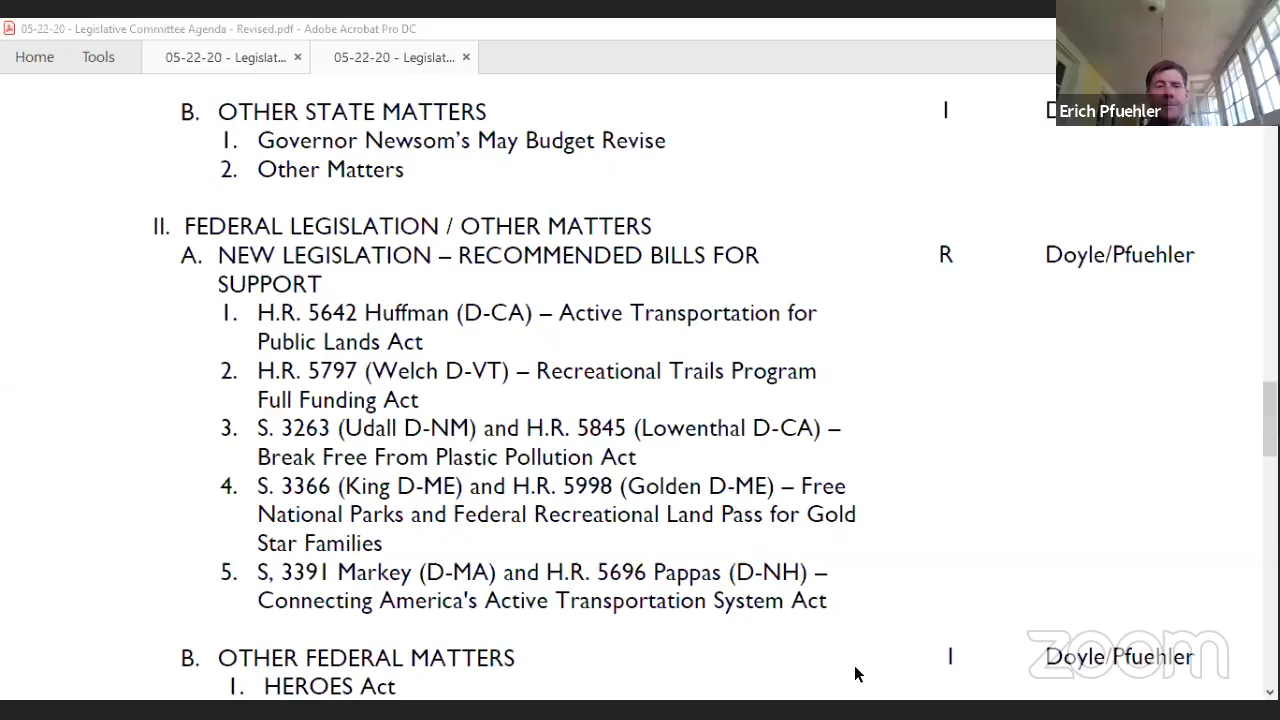 05-22-20 - Legislative Committee Agenda - Revised.pdf - Adobe Acrobat Pro DC
Home Tools 05-22-20 - Legislat... × 05-22-20 - Legislat... ×
Erich Pfuehler
B. OTHER STATE MATTERS I D
1. Governor Newsom's May Budget Revise
2. Other Matters
II. FEDERAL LEGISLATION / OTHER MATTERS
A. NEW LEGISLATION – RECOMMENDED BILLS FOR R Doyle/Pfuehler
SUPPORT
1. H.R. 5642 Huffman (D-CA) – Active Transportation for
Public Lands Act
2. H.R. 5797 (Welch D-VT) – Recreational Trails Program
Full Funding Act
3. S. 3263 (Udall D-NM) and H.R. 5845 (Lowenthal D-CA) –
Break Free From Plastic Pollution Act
4. S. 3366 (King D-ME) and H.R. 5998 (Golden D-ME) – Free
National Parks and Federal Recreational Land Pass for Gold
Star Families
5. S, 3391 Markey (D-MA) and H.R. 5696 Pappas (D-NH) –
Connecting America's Active Transportation System Act
B. OTHER FEDERAL MATTERS I Doyle/Pfuehler
zoom
1. HEROES Act